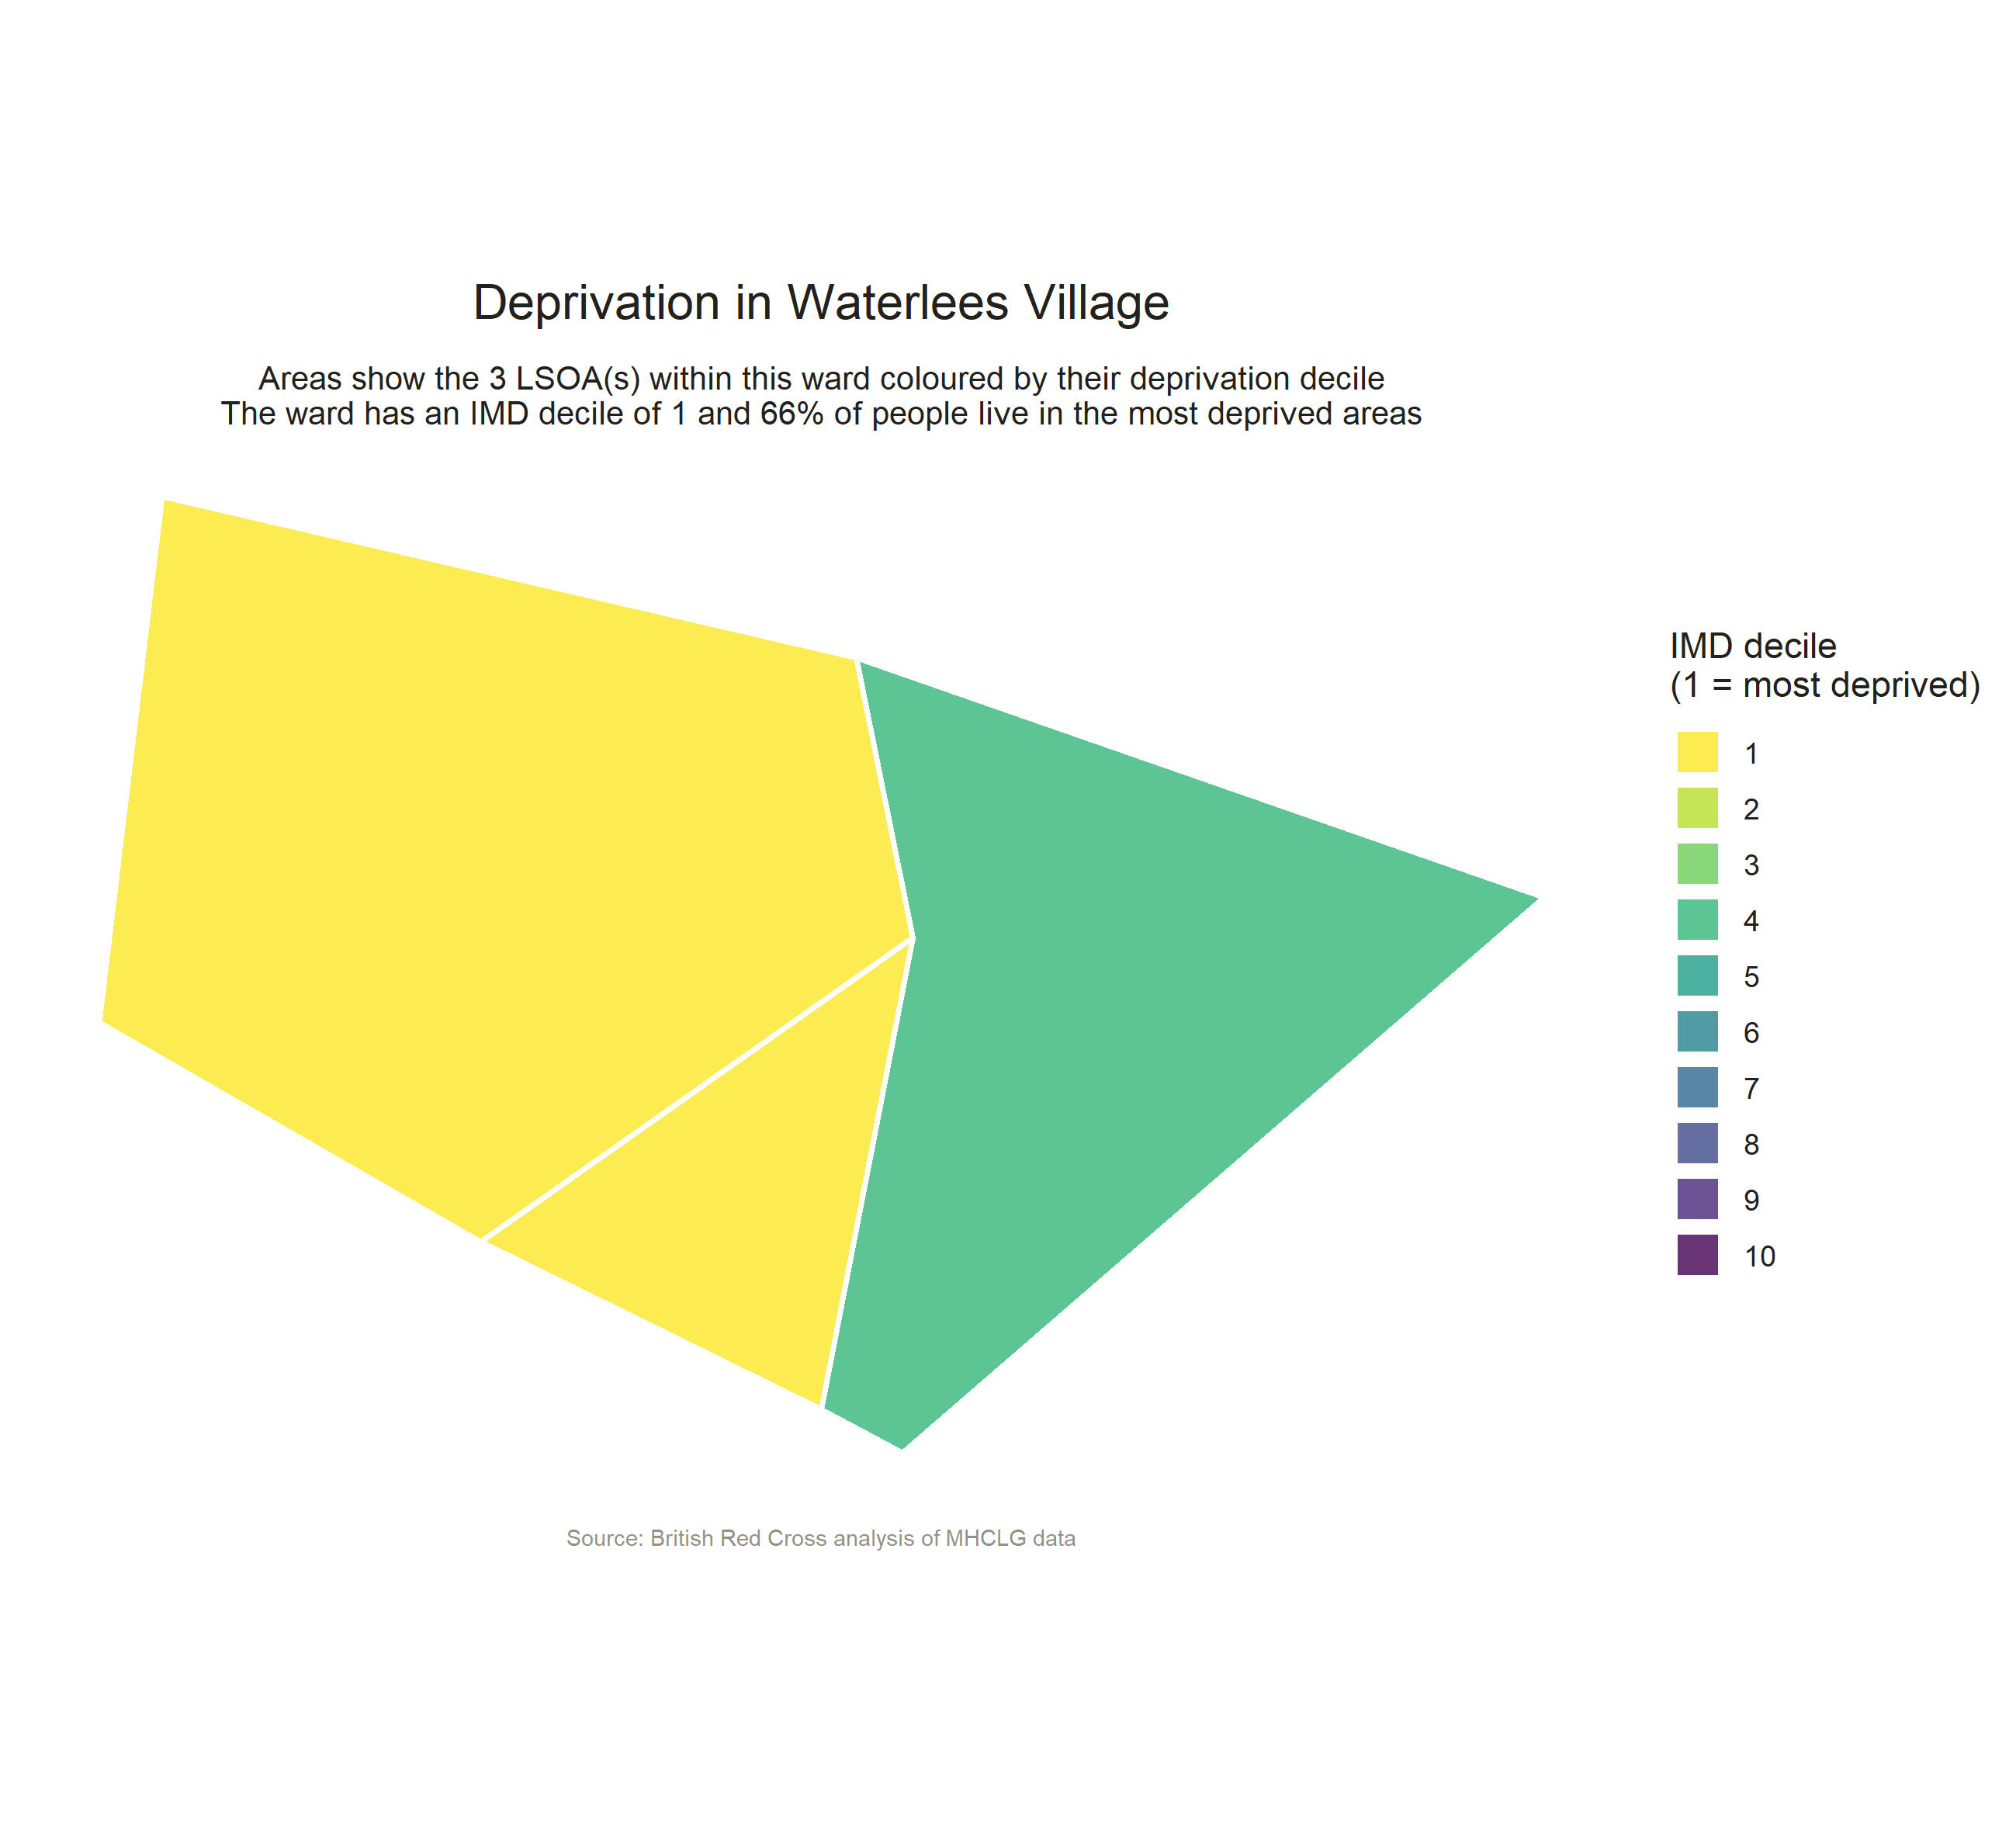 Deprivation in Waterlees Village
Areas show the 3 LSOA(s) within this ward coloured by their deprivation decile
The ward has an IMD decile of 1 and 66% of people live in the most deprived areas
IMD decile
(1 = most deprived)
1
2
3
4
5
6
7
8
9
10
Source: British Red Cross analysis of MHCLG data